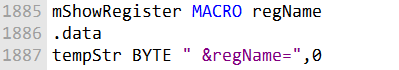 1885 mShowRegister MACRO regName
1886 .data
1887 tempStr BYTE " &regName=",0